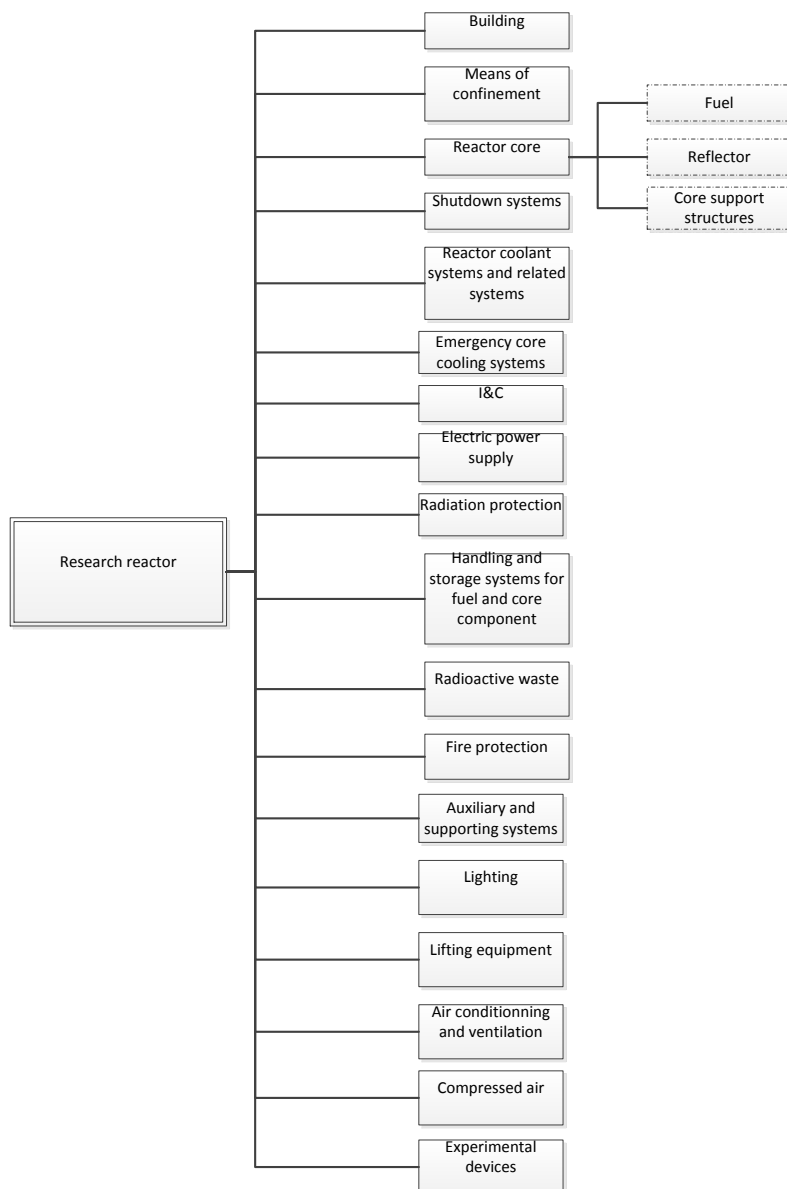 Building
Means of
confinement
Fuel
Reactor core
Reflector
Core support
structures
Shutdown systems
Reactor coolant
systems and related
systems
Emergency core
cooling systems
I&C
Electric power
supply
Radiation protection
Research reactor
Handling and
storage systems for
fuel and core
component
Radioactive waste
Fire protection
Auxiliary and
supporting systems
Lighting
Lifting equipment
Air conditionning
and ventilation
Compressed air
Experimental
devices